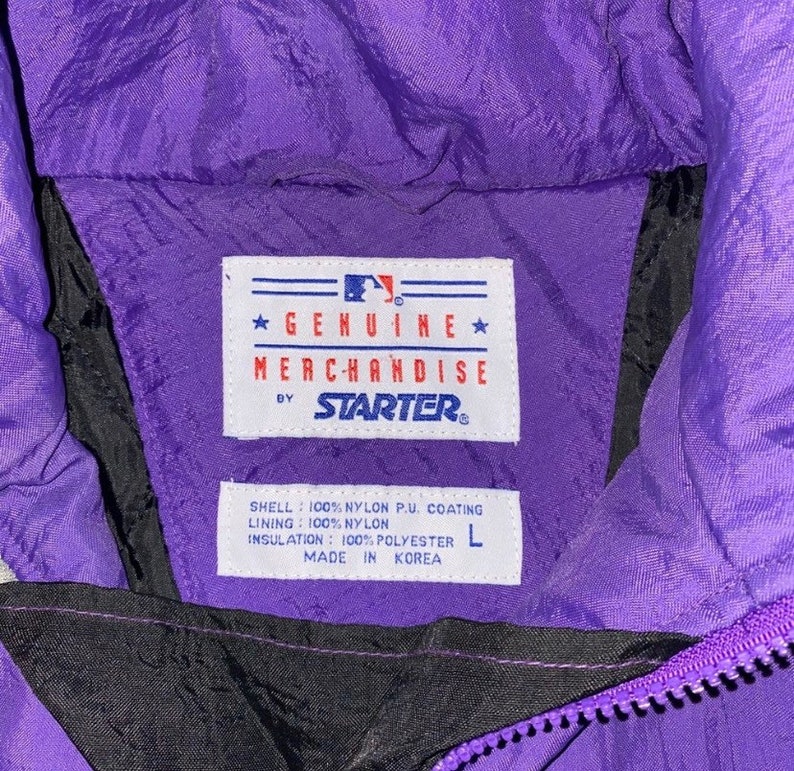 ®
★ GENUINE ★
MERCHANDISE
BY STARTER®
SHELL : 100% NYLON P.U. COATING
LINING : 100% NYLON
INSULATION : 100% POLYESTER L
MADE IN KOREA